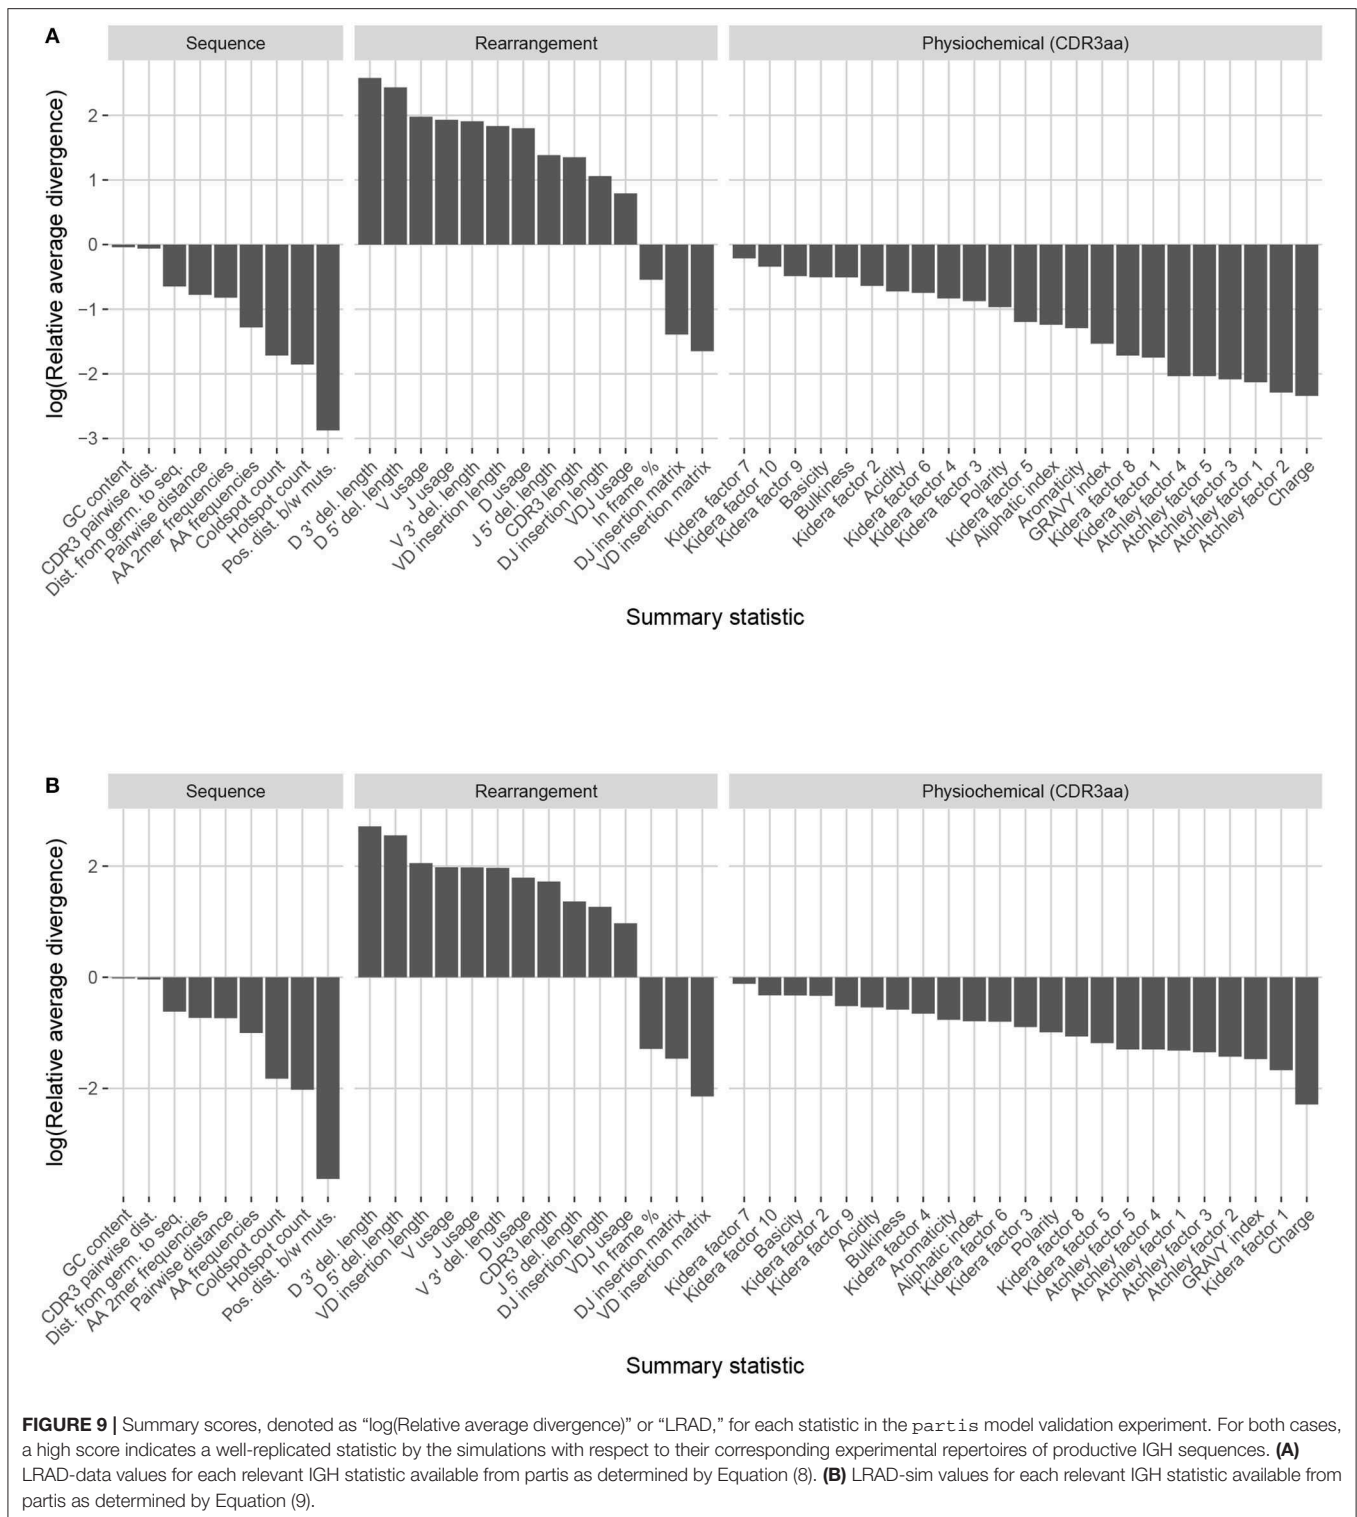 A
Sequence
Rearrangement
Physiochemical (CDR3aa)
log(Relative average divergence)
2
1
0
−1
−2
−3
GC content
CDR3 pairwise dist.
Dist. from germ. to seq.
Pairwise distance
AA 2mer frequencies
AA frequencies
Coldspot count
Hotspot count
Pos. dist. b/w muts.
D 3' del. length
D 5' del. length
V usage
J usage
V 3' del. length
VD insertion length
D usage
J 5' del. length
CDR3 length
DJ insertion length
VDJ usage
In frame %
DJ insertion matrix
VD insertion matrix
Kidera factor 7
Kidera factor 10
Kidera factor 9
Basicity
Bulkiness
Kidera factor 2
Acidity
Kidera factor 6
Kidera factor 4
Kidera factor 3
Polarity
Kidera factor 5
Aliphatic index
Aromaticity
GRAVY index
Kidera factor 8
Kidera factor 1
Atchley factor 4
Atchley factor 5
Atchley factor 3
Atchley factor 1
Atchley factor 2
Charge
Summary statistic
B
Sequence
Rearrangement
Physiochemical (CDR3aa)
log(Relative average divergence)
2
0
−2
GC content
CDR3 pairwise dist.
Dist. from germ. to seq.
AA 2mer frequencies
Pairwise distance
AA frequencies
Coldspot count
Hotspot count
Pos. dist. b/w muts.
D 3' del. length
D 5' del. length
VD insertion length
V usage
J usage
V 3' del. length
D usage
CDR3 length
J 5' del. length
DJ insertion length
VDJ usage
In frame %
DJ insertion matrix
VD insertion matrix
Kidera factor 7
Kidera factor 10
Basicity
Kidera factor 2
Kidera factor 9
Acidity
Bulkiness
Kidera factor 4
Aromaticity
Aliphatic index
Kidera factor 6
Kidera factor 3
Polarity
Kidera factor 8
Kidera factor 5
Atchley factor 5
Atchley factor 4
Atchley factor 1
Atchley factor 3
Atchley factor 2
GRAVY index
Kidera factor 1
Charge
Summary statistic
FIGURE 9 | Summary scores, denoted as “log(Relative average divergence)” or “LRAD,” for each statistic in the partis model validation experiment. For both cases,
a high score indicates a well-replicated statistic by the simulations with respect to their corresponding experimental repertoires of productive IGH sequences. (A)
LRAD-data values for each relevant IGH statistic available from partis as determined by Equation (8). (B) LRAD-sim values for each relevant IGH statistic available from
partis as determined by Equation (9).